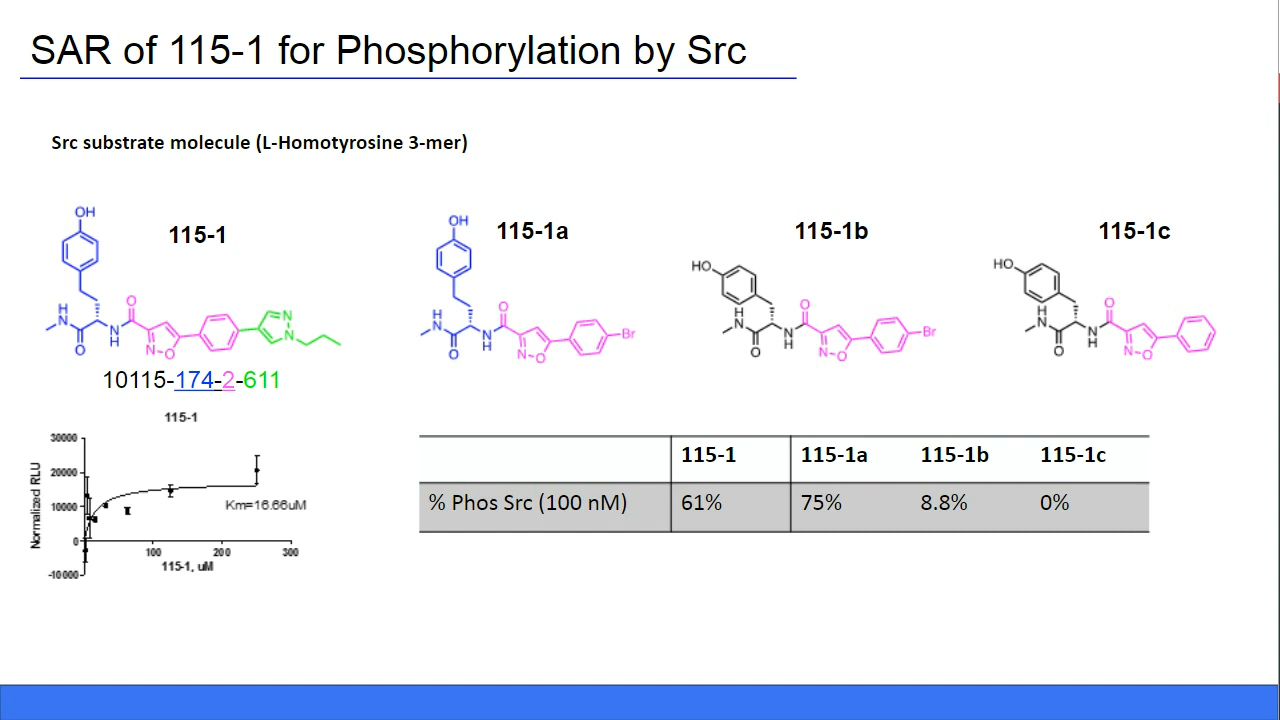 SAR of 115-1 for Phosphorylation by Src
Src substrate molecule (L-Homotyrosine 3-mer)
115-1
115-1a
115-1b
115-1c
OH
H
N
O
N
H
O
N
O
N
N
OH
H
N
O
N
H
O
N
O
Br
HO
H
N
O
N
H
O
N
O
Br
HO
H
N
O
N
H
O
N
O
10115-174-2-611
115-1
30000
20000
10000
0
-10000
Normalized RLU
Km=16.66uM
100
200
300
115-1, uM
115-1 115-1a 115-1b 115-1c
% Phos Src (100 nM) 61% 75% 8.8% 0%